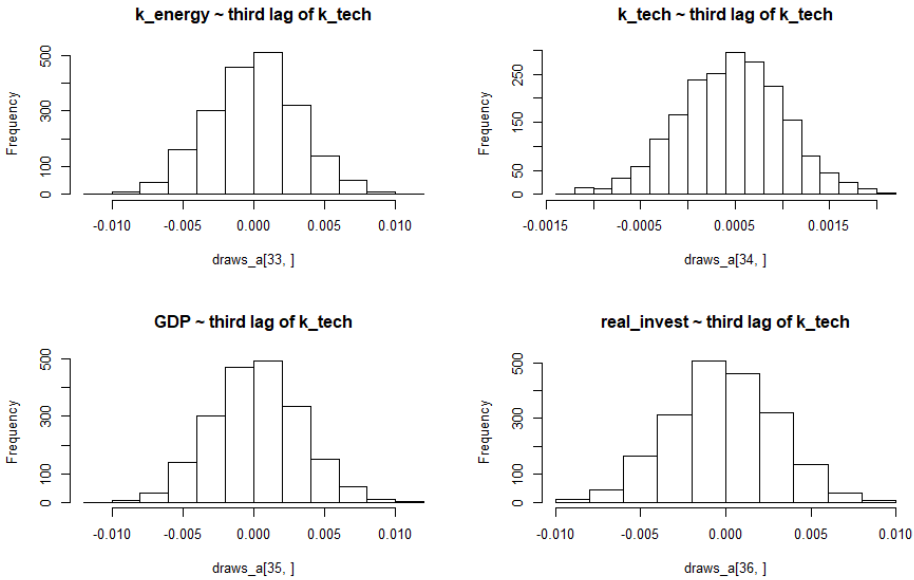 k_energy ~ third lag of k_tech
Frequency
0 100 300 500
-0.010 -0.005 0.000 0.005 0.010
draws_a[33, ]
k_tech ~ third lag of k_tech
Frequency
0 50 150 250
-0.0015 -0.0005 0.0005 0.0015
draws_a[34, ]
GDP ~ third lag of k_tech
Frequency
0 100 300 500
-0.010 -0.005 0.000 0.005 0.010
draws_a[35, ]
real_invest ~ third lag of k_tech
Frequency
0 100 300 500
-0.010 -0.005 0.000 0.005 0.010
draws_a[36, ]